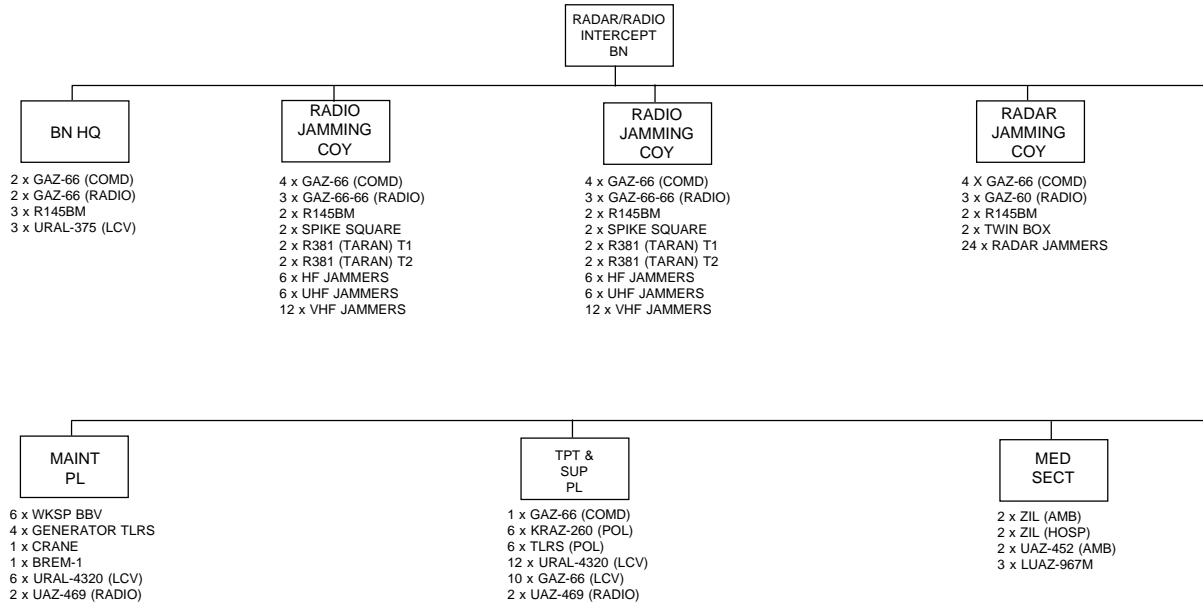 RADAR/RADIO
INTERCEPT
BN
BN HQ
2 x GAZ-66 (COMD)
2 x GAZ-66 (RADIO)
3 x R145BM
3 x URAL-375 (LCV)
RADIO
JAMMING
COY
4 x GAZ-66 (COMD)
3 x GAZ-66-66 (RADIO)
2 x R145BM
2 x SPIKE SQUARE
2 x R381 (TARAN) T1
2 x R381 (TARAN) T2
6 x HF JAMMERS
6 x UHF JAMMERS
12 x VHF JAMMERS
RADIO
JAMMING
COY
4 x GAZ-66 (COMD)
3 x GAZ-66-66 (RADIO)
2 x R145BM
2 x SPIKE SQUARE
2 x R381 (TARAN) T1
2 x R381 (TARAN) T2
6 x HF JAMMERS
6 x UHF JAMMERS
12 x VHF JAMMERS
RADAR
JAMMING
COY
4 X GAZ-66 (COMD)
3 x GAZ-60 (RADIO)
2 x R145BM
2 x TWIN BOX
24 x RADAR JAMMERS
MAINT
PL
6 x WKSP BBV
4 x GENERATOR TLRS
1 x CRANE
1 x BREM-1
6 x URAL-4320 (LCV)
2 x UAZ-469 (RADIO)
TPT &
SUP
PL
1 x GAZ-66 (COMD)
6 x KRAZ-260 (POL)
6 x TLRS (POL)
12 x URAL-4320 (LCV)
10 x GAZ-66 (LCV)
2 x UAZ-469 (RADIO)
MED
SECT
2 x ZIL (AMB)
2 x ZIL (HOSP)
2 x UAZ-452 (AMB)
3 x LUAZ-967M